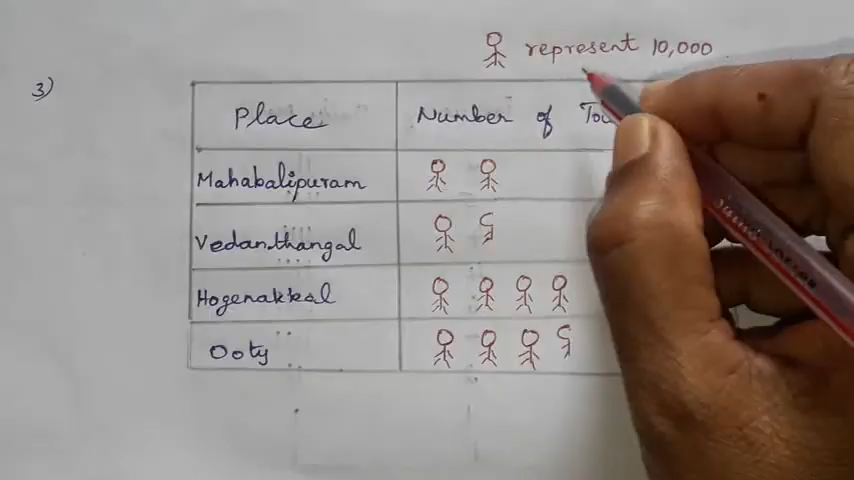 represent 10,000
3)
Place Number of
Mahabalipuram
Vedanthangal
Hogenakkal
Ooty